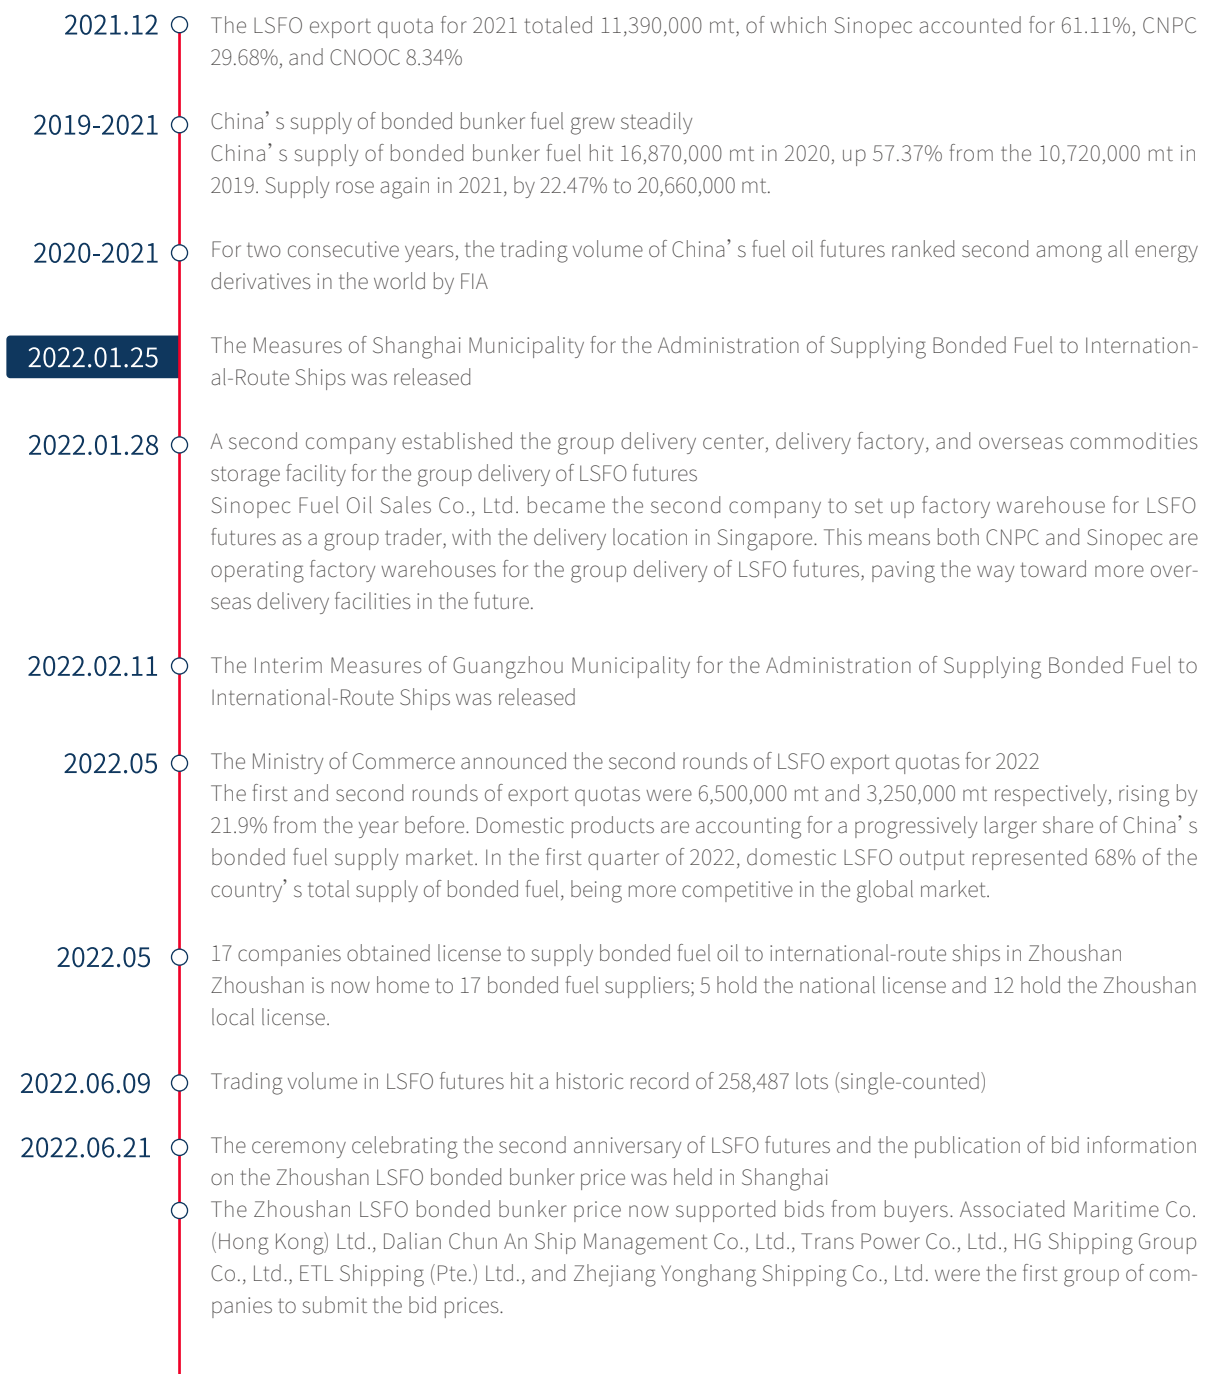 2021.12
The LSFO export quota for 2021 totaled 11,390,000 mt, of which Sinopec accounted for 61.11%, CNPC
29.68%, and CNOOC 8.34%
2019-2021
China’s supply of bonded bunker fuel grew steadily
China’s supply of bonded bunker fuel hit 16,870,000 mt in 2020, up 57.37% from the 10,720,000 mt in
2019. Supply rose again in 2021, by 22.47% to 20,660,000 mt.
2020-2021
For two consecutive years, the trading volume of China’s fuel oil futures ranked second among all energy
derivatives in the world by FIA
2022.01.25
The Measures of Shanghai Municipality for the Administration of Supplying Bonded Fuel to Internation-
al-Route Ships was released
2022.01.28
A second company established the group delivery center, delivery factory, and overseas commodities
storage facility for the group delivery of LSFO futures
Sinopec Fuel Oil Sales Co., Ltd. became the second company to set up factory warehouse for LSFO
futures as a group trader, with the delivery location in Singapore. This means both CNPC and Sinopec are
operating factory warehouses for the group delivery of LSFO futures, paving the way toward more over-
seas delivery facilities in the future.
2022.02.11
The Interim Measures of Guangzhou Municipality for the Administration of Supplying Bonded Fuel to
International-Route Ships was released
2022.05
The Ministry of Commerce announced the second rounds of LSFO export quotas for 2022
The first and second rounds of export quotas were 6,500,000 mt and 3,250,000 mt respectively, rising by
21.9% from the year before. Domestic products are accounting for a progressively larger share of China’s
bonded fuel supply market. In the first quarter of 2022, domestic LSFO output represented 68% of the
country’s total supply of bonded fuel, being more competitive in the global market.
2022.05
17 companies obtained license to supply bonded fuel oil to international-route ships in Zhoushan
Zhoushan is now home to 17 bonded fuel suppliers; 5 hold the national license and 12 hold the Zhoushan
local license.
2022.06.09
Trading volume in LSFO futures hit a historic record of 258,487 lots (single-counted)
2022.06.21
The ceremony celebrating the second anniversary of LSFO futures and the publication of bid information
on the Zhoushan LSFO bonded bunker price was held in Shanghai
The Zhoushan LSFO bonded bunker price now supported bids from buyers. Associated Maritime Co.
(Hong Kong) Ltd., Dalian Chun An Ship Management Co., Ltd., Trans Power Co., Ltd., HG Shipping Group
Co., Ltd., ETL Shipping (Pte.) Ltd., and Zhejiang Yonghang Shipping Co., Ltd. were the first group of com-
panies to submit the bid prices.